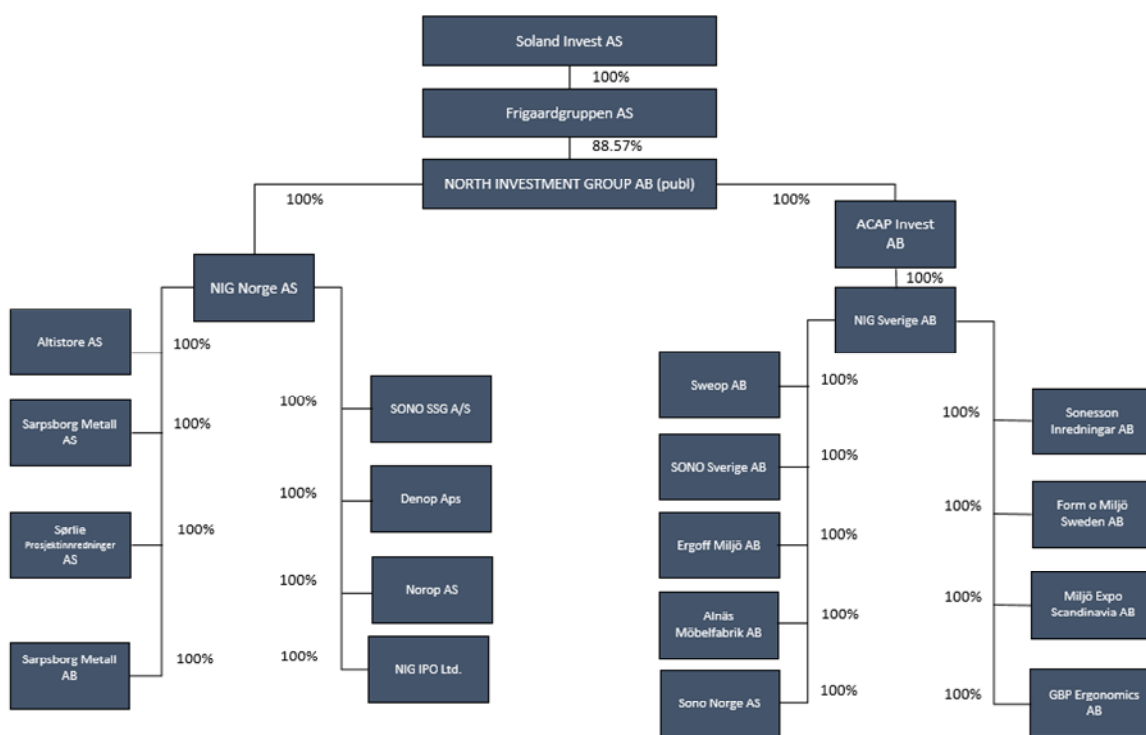 Soland Invest AS
100%
Frigaardgruppen AS
88.57%
NORTH INVESTMENT GROUP AB (publ)
100%
100%
ACAP Invest
AB
100%
NIG Norge AS
NIG Sverige AB
Altistore AS
100%
Sarpsborg Metall
AS
100%
Sørlie
Prosjektinnredninger
AS
100%
Sarpsborg Metall
AB
100%
100%
SONO SSG A/S
100%
Denop Aps
100%
Norop AS
100%
NIG IPO Ltd.
Sweop AB
100%
SONO Sverige AB
100%
Ergoff Miljö AB
100%
Alnäs
Möbelfabrik AB
100%
Sono Norge AS
100%
100%
Sonesson
Inredningar AB
100%
Form o Miljö
Sweden AB
100%
Miljö Expo
Scandinavia AB
100%
GBP Ergonomics
AB